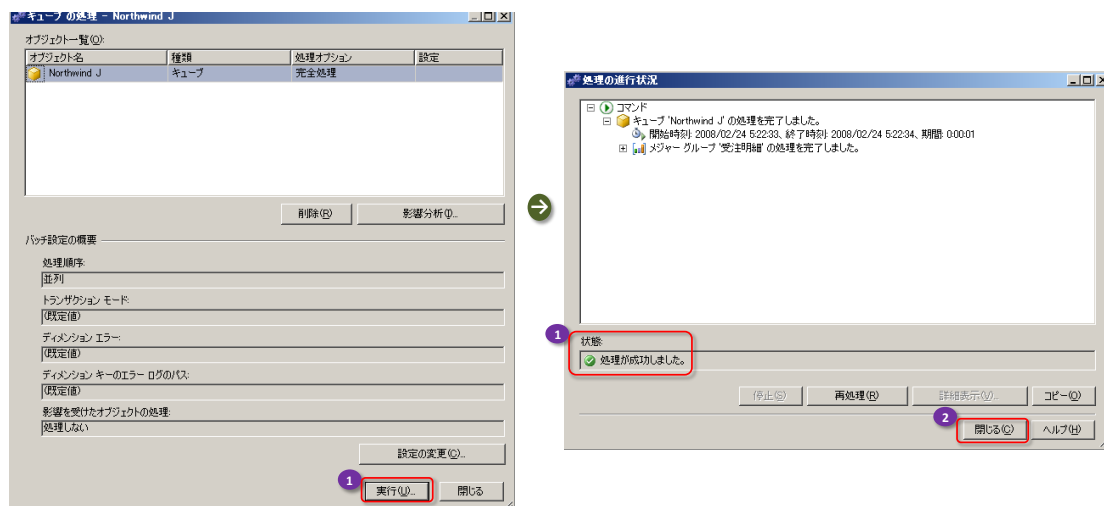 キューブ の処理 - Northwind J
オブジェクト一覧(O):
オブジェクト名 種類 処理オプション 設定
Northwind J キューブ 完全処理
削除(R) 影響分析(I)...
バッチ設定の概要
処理順序:
並列
トランザクション モード:
(既定値)
ディメンション エラー:
(既定値)
ディメンション キーのエラー ログのパス:
(既定値)
影響を受けたオブジェクトの処理:
処理しない
設定の変更(C)...
1
実行(U)... 閉じる
処理の進行状況
コマンド
キューブ 'Northwind J' の処理を完了しました。
開始時刻: 2008/02/24 5:22:33、終了時刻: 2008/02/24 5:22:34、期間: 0:00:01
メジャー グループ '受注明細' の処理を完了しました。
1
状態:
処理が成功しました。
停止(S) 再処理(R) 詳細表示(V)... コピー(O)
2
閉じる(C) ヘルプ(H)